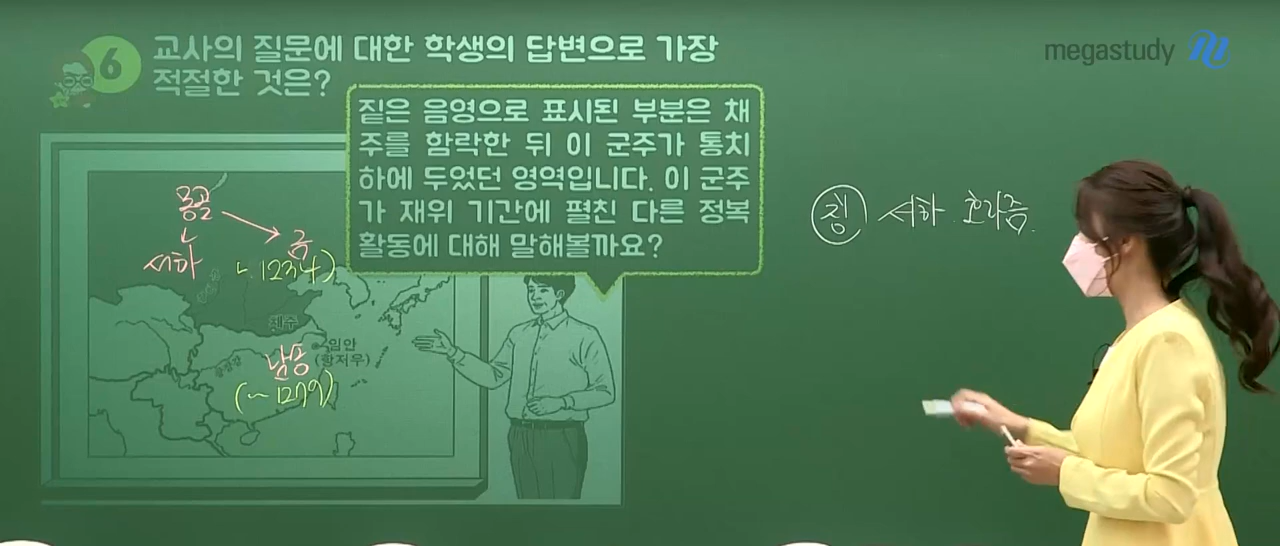 6
교사의 질문에 대한 학생의 답변으로 가장
적절한 것은?
megastudy
짙은 음영으로 표시된 부분은 채
주를 함락한 뒤 이 군주가 통치
하에 두었던 영역입니다. 이 군주
가 재위 기간에 펼친 다른 정복
활동에 대해 말해볼까요?
몽골
서하
금
(~1234)
채주
임안
(항저우)
남송
(~1279)
칭 서하 호라즘